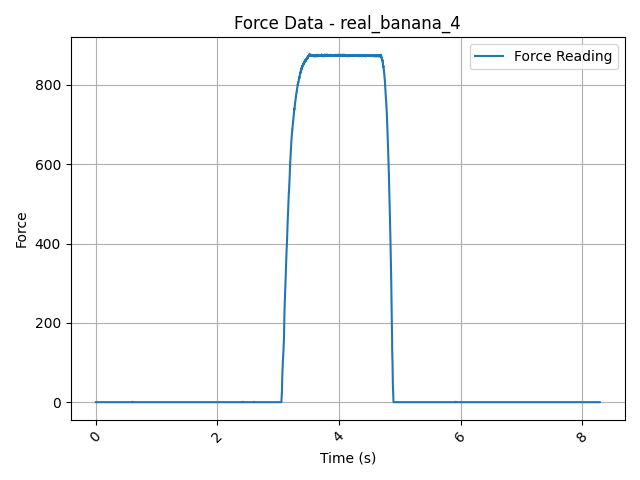 Force Data - real_banana_4
Force Reading
800
600
400
200
0
Force
0 2 4 6 8
Time (s)